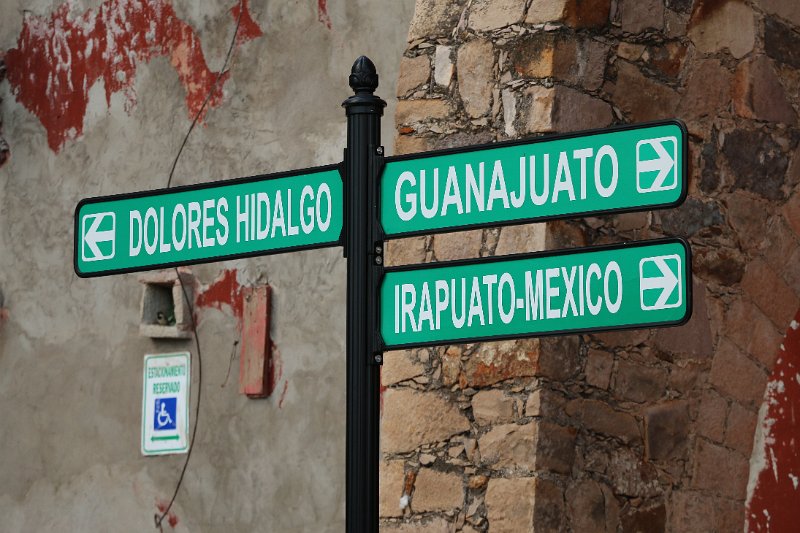 DOLORES HIDALGO
GUANAJUATO
IRAPUATO-MEXICO
ESTACIONAMIENTO
RESERVADO